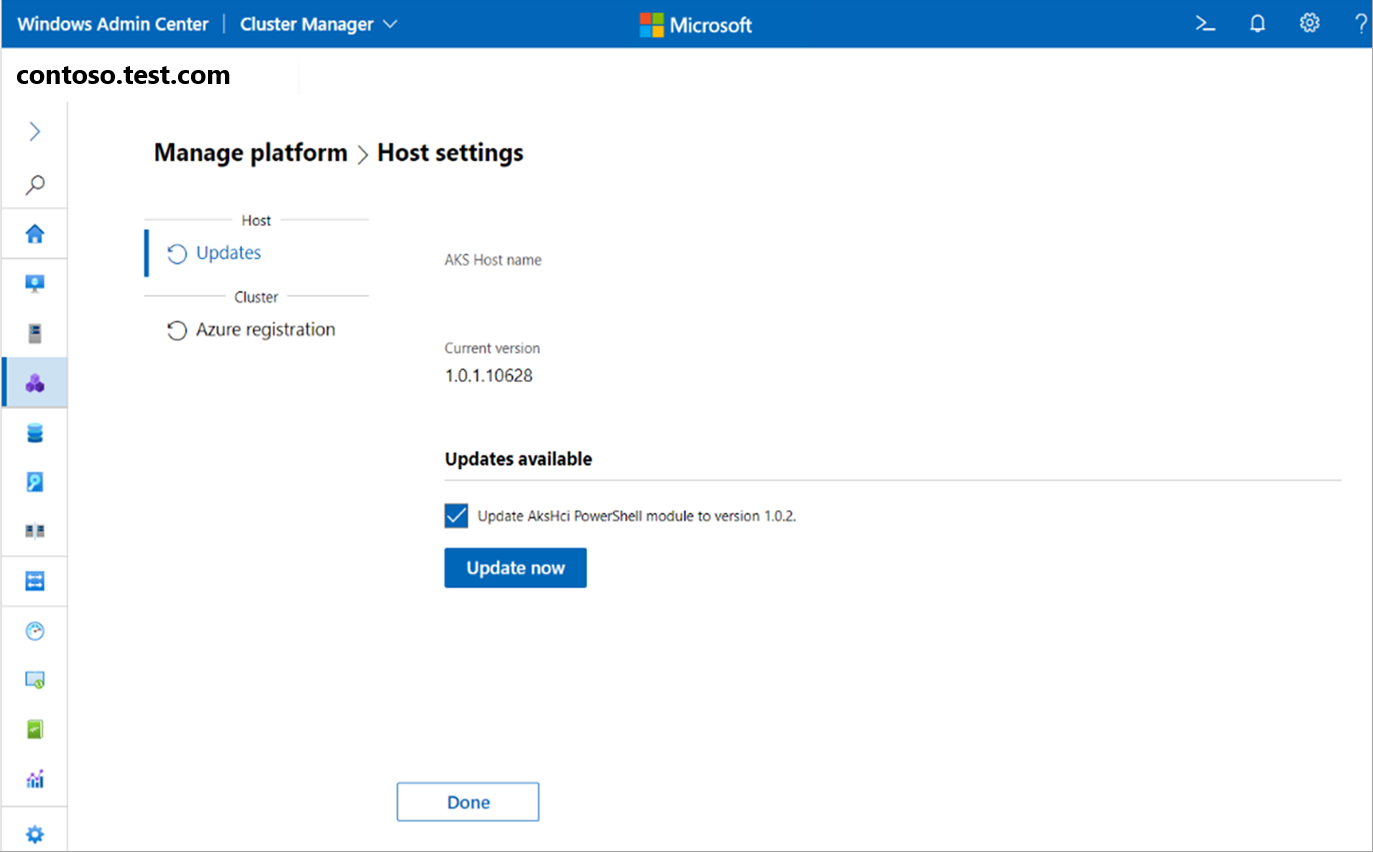 Windows Admin Center | Cluster Manager
Microsoft
?
contoso.test.com
Manage platform > Host settings
Host
Updates
Cluster
Azure registration
AKS Host name
Current version
1.0.1.10628
Updates available
Update AksHci PowerShell module to version 1.0.2.
Update now
Done